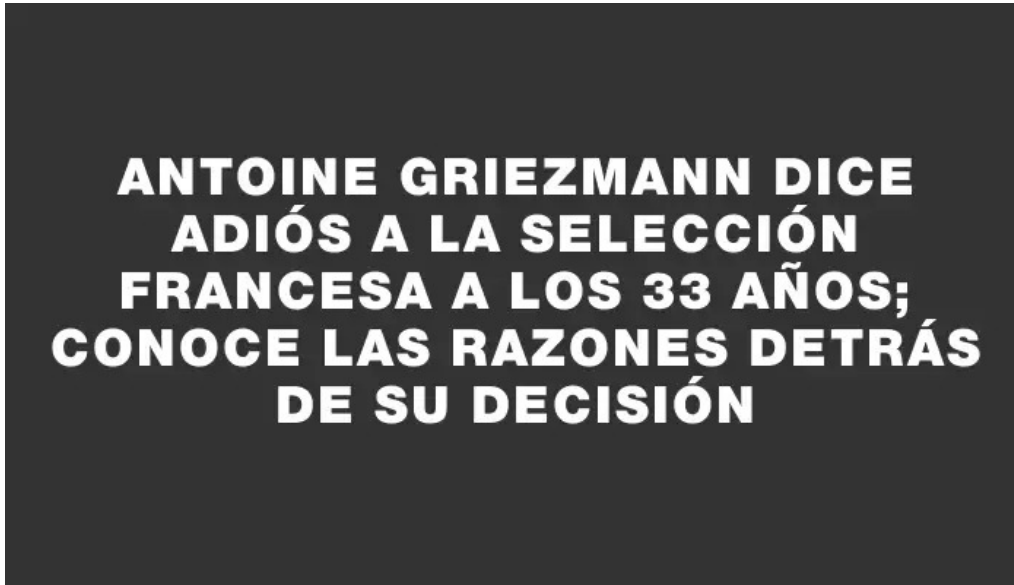 ANTOINE GRIEZMANN DICE
ADIÓS A LA SELECCIÓN
FRANCESA A LOS 33 AÑOS;
CONOCE LAS RAZONES DETRÁS
DE SU DECISIÓN